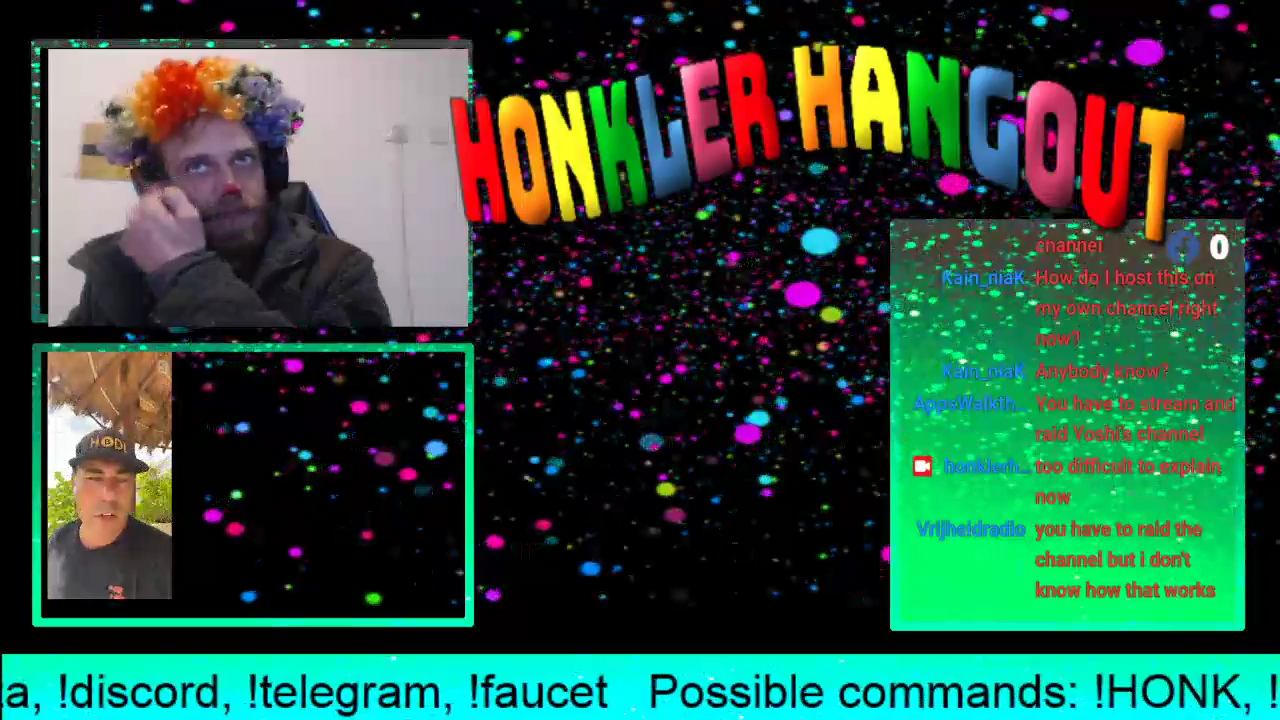 HONKLER HANGOUT
channel
0
Kain_niaK How do I host this on
my own channel right
now?
Kain_niaK Anybody know?
AppsWalkth... You have to stream and
raid Yoshi's channel
honklerh... too difficult to explain
now
Vrijheidradio you have to raid the
channel but i don't
know how that works
HODL
a, !discord, !telegram, !faucet Possible commands: !HONK, !